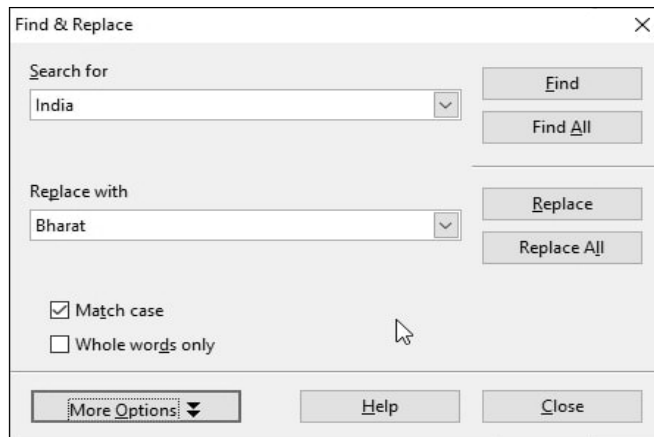 Find & Replace
Search for
India
Find
Find All
Replace with
Bharat
Replace
Replace All
Match case
Whole words only
More Options
Help
Close